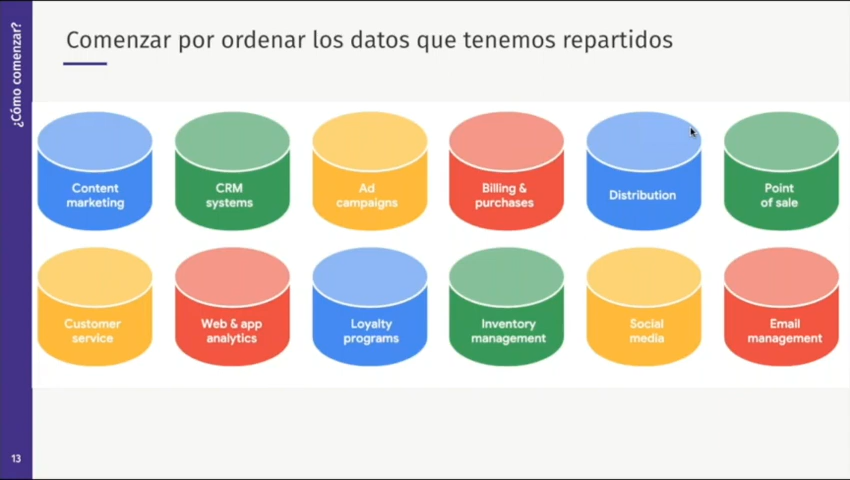 ¿Cómo comenzar?
Comenzar por ordenar los datos que tenemos repartidos
Content
marketing
CRM
systems
Ad
campaigns
Billing &
purchases
Distribution
Point
of sale
Customer
service
Web & app
analytics
Loyalty
programs
Inventory
management
Social
media
Email
management
13